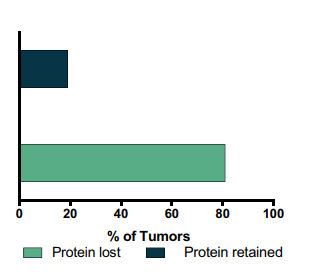 0 20 40 60 80 100
% of Tumors
Protein lost Protein retained